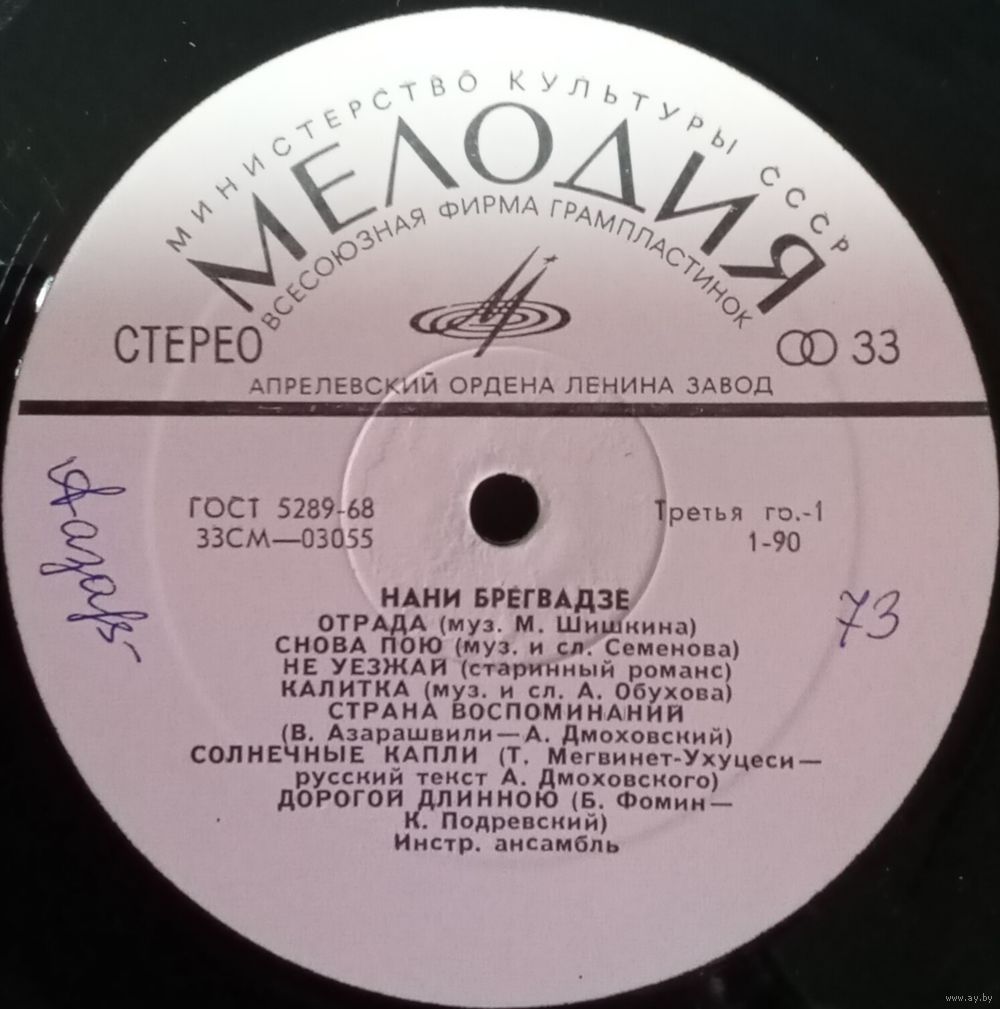 МИНИСТЕРСТВО КУЛЬТУРЫ СССР
МЕЛОДИЯ
ВСЕСОЮЗНАЯ ФИРМА ГРАМПЛАСТИНОК
СТЕРЕО
33
АПРЕЛЕВСКИЙ ОРДЕНА ЛЕНИНА ЗАВОД
ГОСТ 5289-68
Третья гр.-1
33СМ—03055
1-90
73
НАНИ БРЕГВАДЗЕ
ОТРАДА (муз. М. Шишкина)
СНОВА ПОЮ (муз. и сл. Семенова)
НЕ УЕЗЖАЙ (старинный романс)
КАЛИТКА (муз. и сл. А. Обухова)
СТРАНА ВОСПОМИНАНИЙ
(В. Азарашвили—А. Дмоховский)
СОЛНЕЧНЫЕ КАПЛИ (Т. Мегвинет-Ухуцеси—
русский текст А. Дмоховского)
ДОРОГОЙ ДЛИННОЮ (Б. Фомин—
К. Подревский)
Инстр. ансамбль
www.ay.by